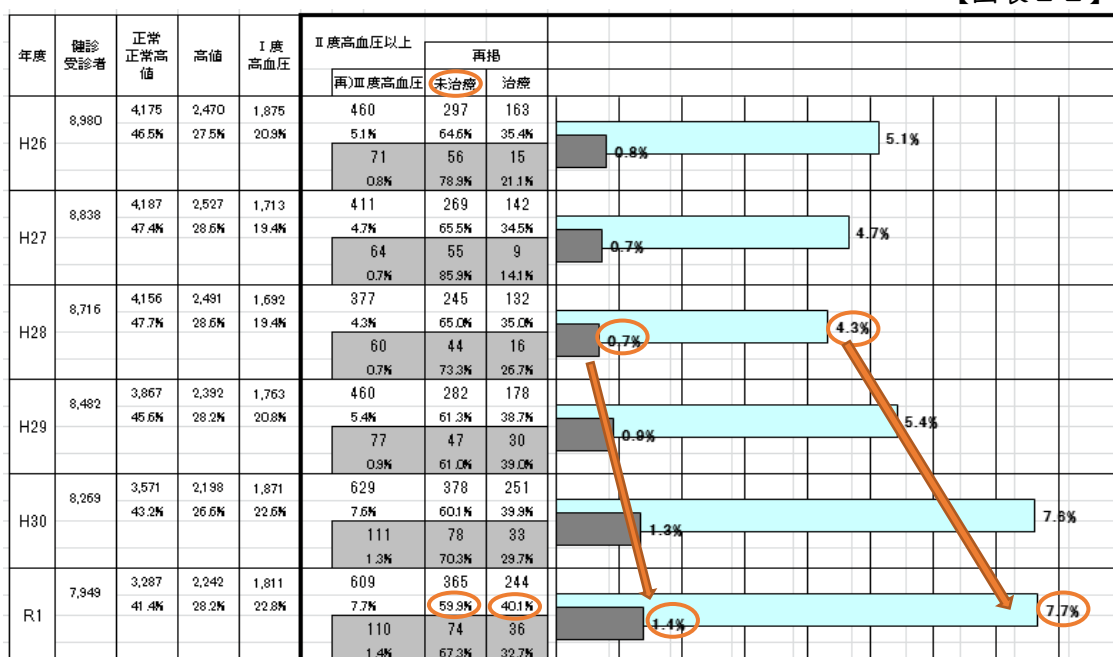 年度 健診受診者 正常正常高値 高値 Ⅰ度高血圧 Ⅱ度高血圧以上 再掲
再)Ⅲ度高血圧 未治療 治療
H26 8,980 4,175 2,470 1,875 460 297 163
46.5% 27.5% 20.9% 5.1% 64.6% 35.4% 5.1%
71 56 15 0.8%
0.8% 78.9% 21.1%
H27 8,838 4,187 2,527 1,713 411 269 142
47.4% 28.6% 19.4% 4.7% 65.5% 34.5% 4.7%
64 55 9 0.7%
0.7% 85.9% 14.1%
H28 8,716 4,156 2,491 1,692 377 245 132
47.7% 28.6% 19.4% 4.3% 65.0% 35.0% 4.3%
60 44 16 0.7%
0.7% 73.3% 26.7%
H29 8,482 3,867 2,392 1,763 460 282 178
45.6% 28.2% 20.8% 5.4% 61.3% 38.7% 5.4%
77 47 30 0.9%
0.9% 61.0% 39.0%
H30 8,269 3,571 2,198 1,871 629 378 251
43.2% 26.6% 22.6% 7.6% 60.1% 39.9% 7.6%
111 78 33 1.3%
1.3% 70.3% 29.7%
R1 7,949 3,287 2,242 1,811 609 365 244
41.4% 28.2% 22.8% 7.7% 59.9% 40.1% 7.7%
110 74 36 1.4%
1.4% 67.3% 32.7%